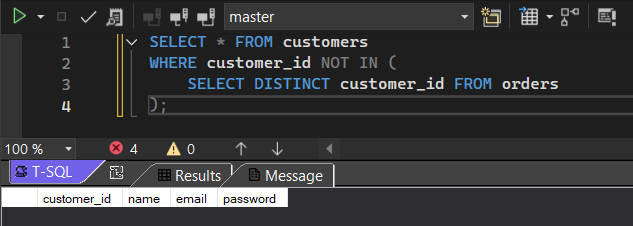 master
1 SELECT * FROM customers
2 WHERE customer_id NOT IN (
3 SELECT DISTINCT customer_id FROM orders
4 );
100 % 4 0
T-SQL Results Message
customer_id name email password